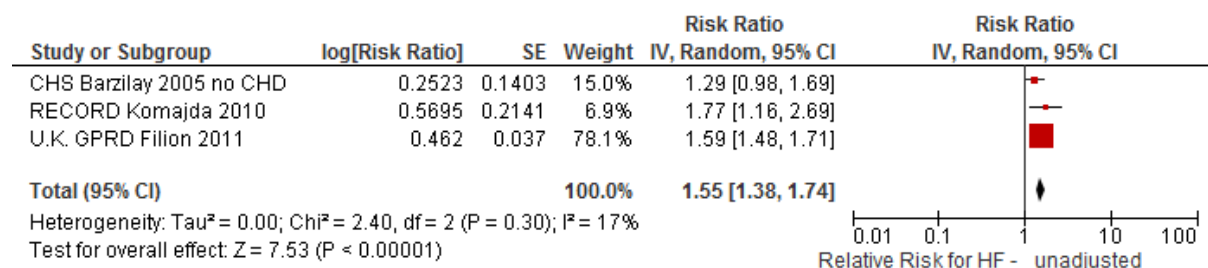 Risk Ratio Risk Ratio
Study or Subgroup log[Risk Ratio] SE Weight IV, Random, 95% CI IV, Random, 95% CI
CHS Barzilay 2005 no CHD 0.2523 0.1403 15.0% 1.29 [0.98, 1.69]
RECORD Komajda 2010 0.5695 0.2141 6.9% 1.77 [1.16, 2.69]
U.K. GPRD Filion 2011 0.462 0.037 78.1% 1.59 [1.48, 1.71]
Total (95% CI) 100.0% 1.55 [1.38, 1.74]
Heterogeneity: Tau² = 0.00; Chi² = 2.40, df = 2 (P = 0.30); I² = 17%
Test for overall effect: Z = 7.53 (P < 0.00001)
0.01 0.1 1 10 100
Relative Risk for HF - unadiusted